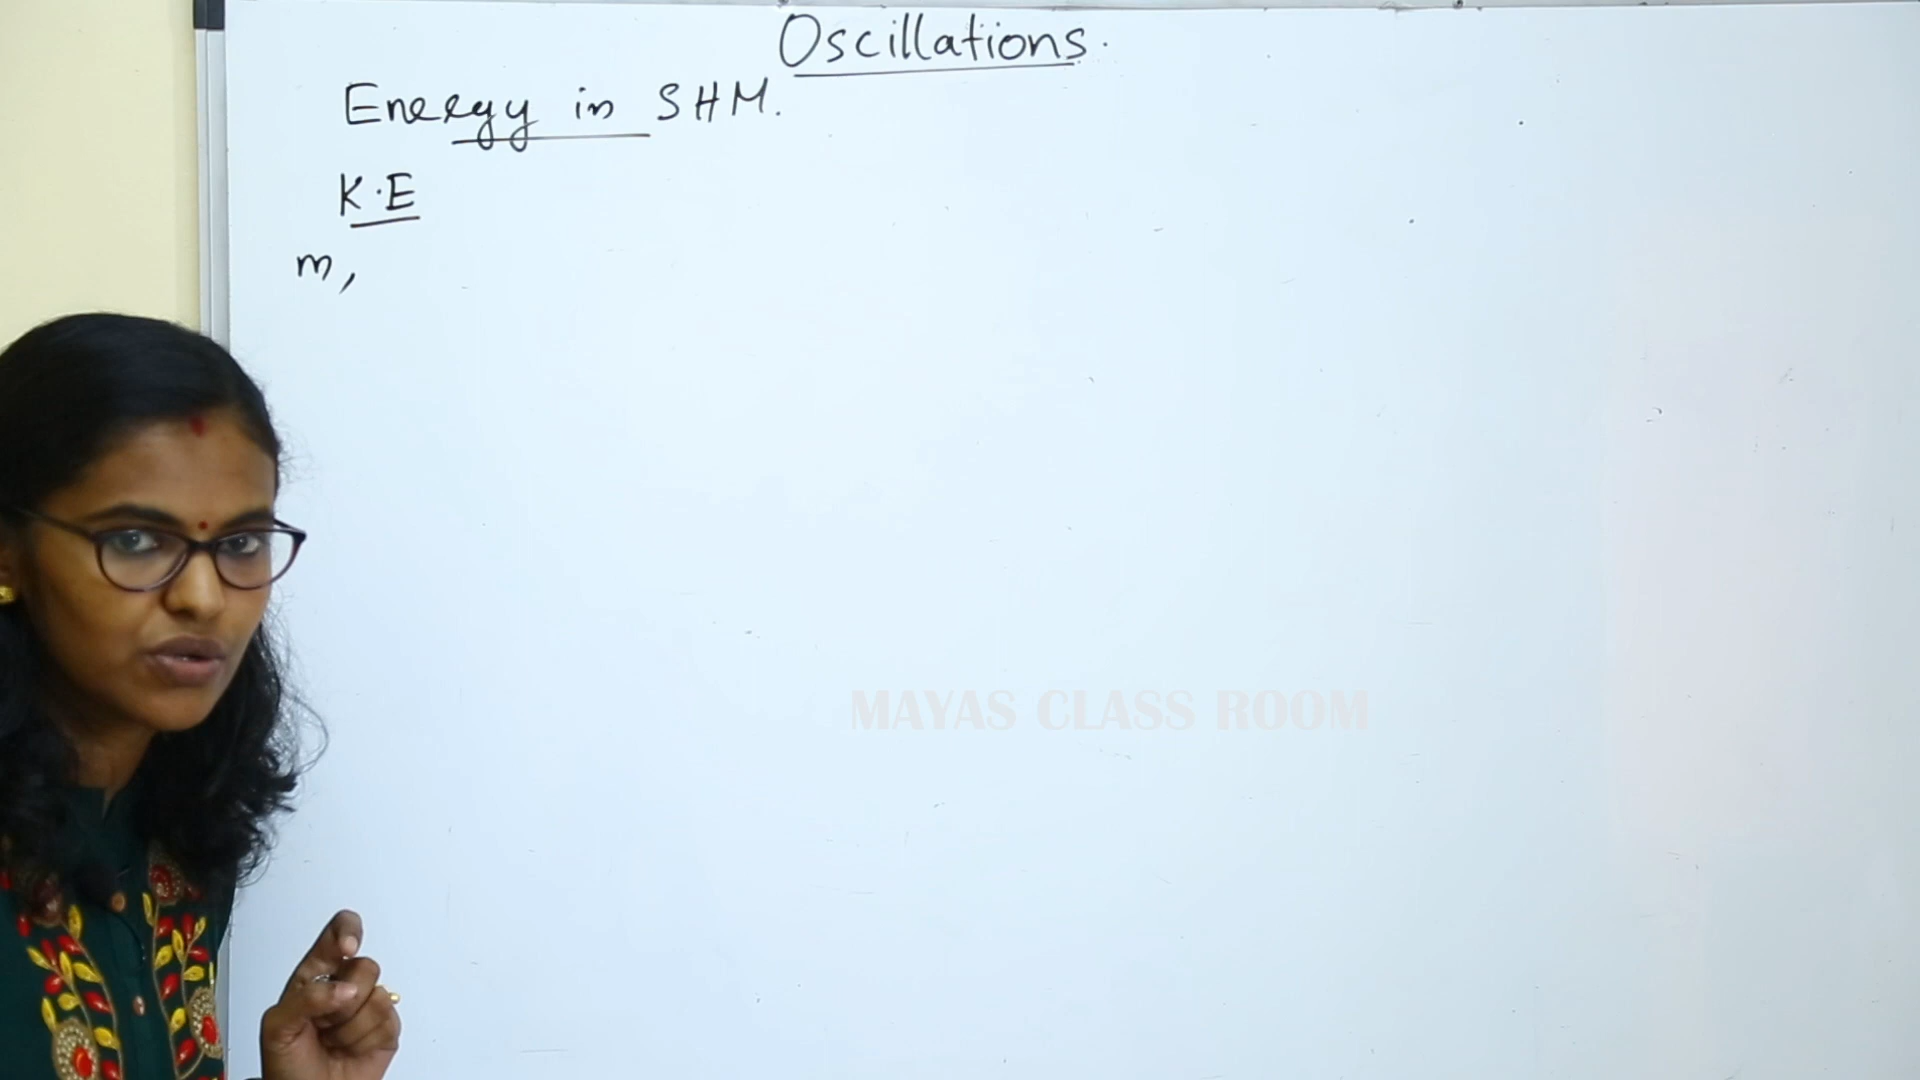 Oscillations.
Energy in SHM.
K.E
m,
MAYAS CLASS ROOM